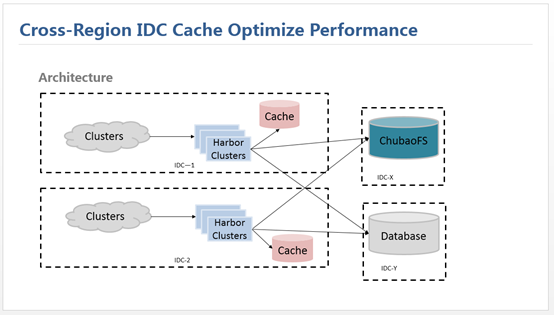 Cross-Region IDC Cache Optimize Performance
Architecture
Clusters
Harbor
Clusters
Cache
IDC—1
ChubaoFS
IDC-X
Clusters
Harbor
Clusters
Cache
IDC-2
Database
IDC-Y